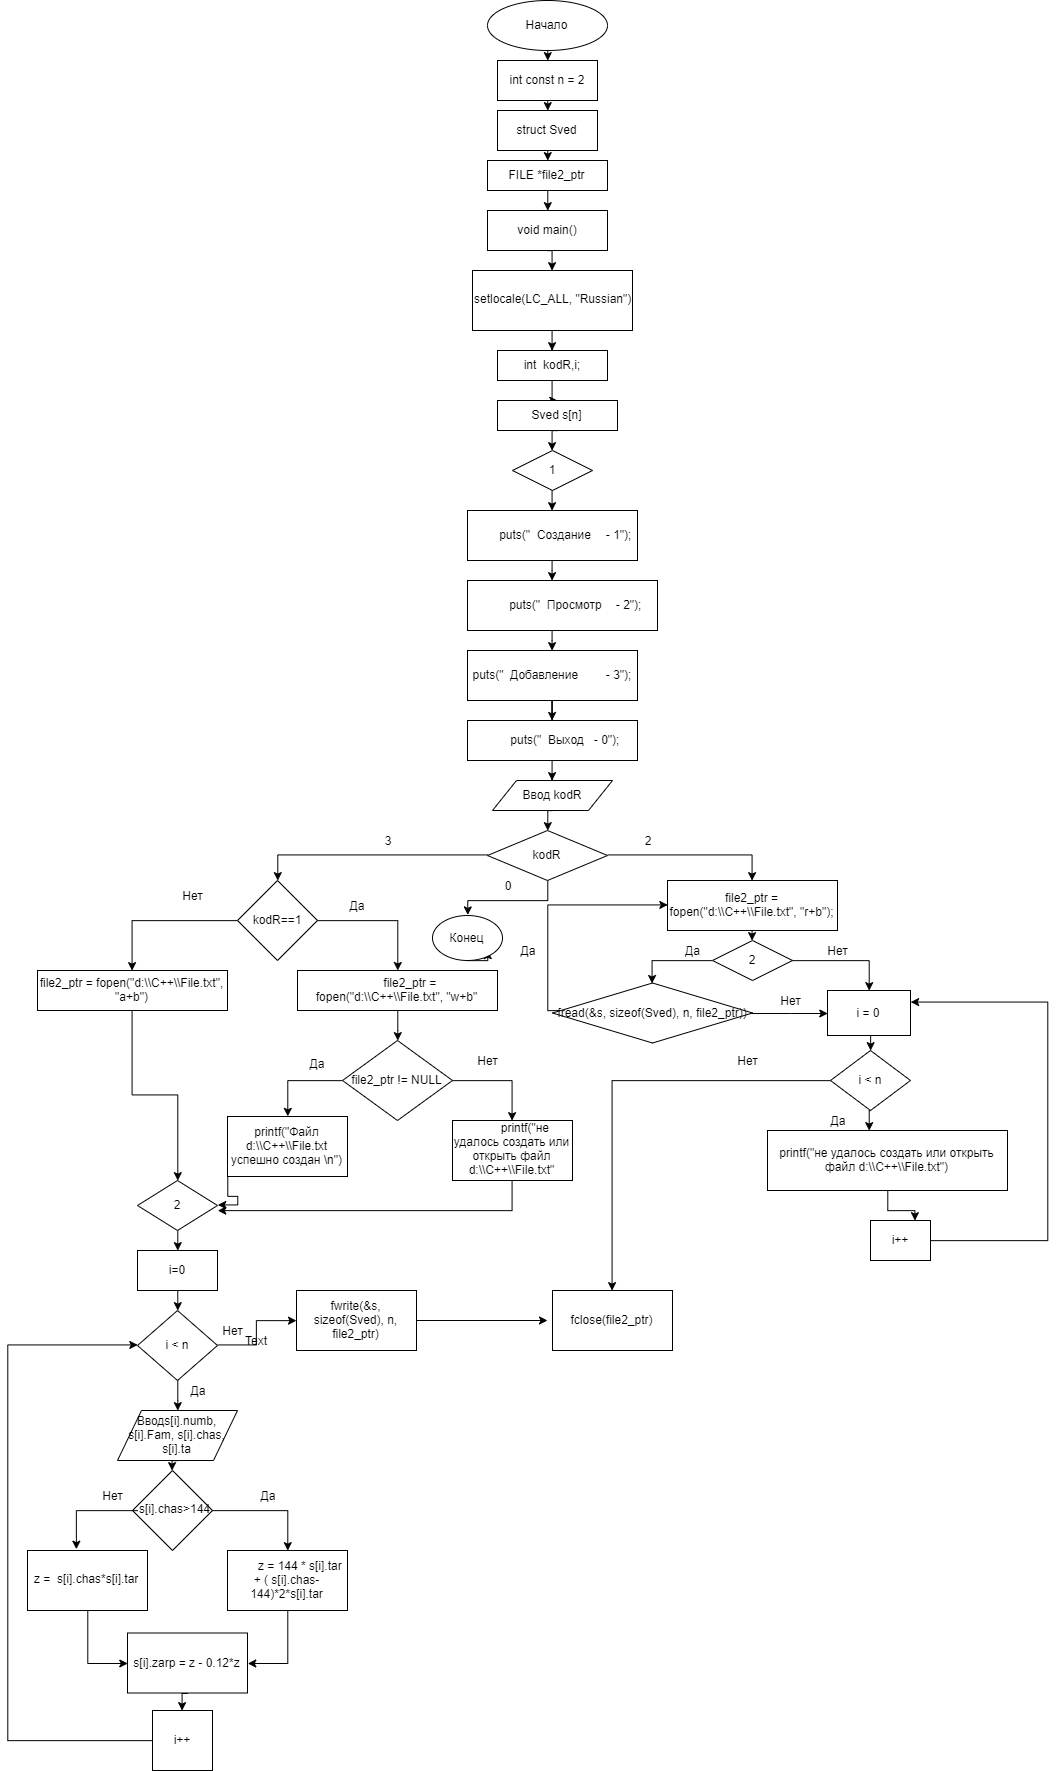 Начало
int const n = 2
struct Sved
FILE *file2_ptr
void main()
setlocale(LC_ALL, "Russian")
int kodR,i;
Sved s[n]
1
puts(" Создание - 1");
puts(" Просмотр - 2");
puts(" Добавление - 3");
puts(" Выход - 0");
Ввод kodR
kodR
3
2
0
kodR==1
Нет
Да
Конец
file2_ptr =
fopen("d:\\C++\\File.txt", "r+b");
2
Да
Нет
Да
fread(&s, sizeof(Sved), n, file2_ptr))
Нет
i = 0
file2_ptr = fopen("d:\\C++\\File.txt",
"a+b")
file2_ptr =
fopen("d:\\C++\\File.txt", "w+b"
file2_ptr != NULL
Да
Нет
Нет
i < n
Да
printf("Файл
d:\\C++\\File.txt
успешно создан \n")
printf("не
удалось создать или
открыть файл
d:\\C++\\File.txt"
printf("не удалось создать или открыть
файл d:\\C++\\File.txt")
i++
2
i=0
i < n
Нет
Text
fwrite(&s,
sizeof(Sved), n,
file2_ptr)
fclose(file2_ptr)
Да
Вводs[i].numb,
s[i].Fam, s[i].chas,
s[i].ta
s[i].chas>144
Нет
Да
z = s[i].chas*s[i].tar
z = 144 * s[i].tar
+ ( s[i].chas-
144)*2*s[i].tar
s[i].zarp = z - 0.12*z
i++